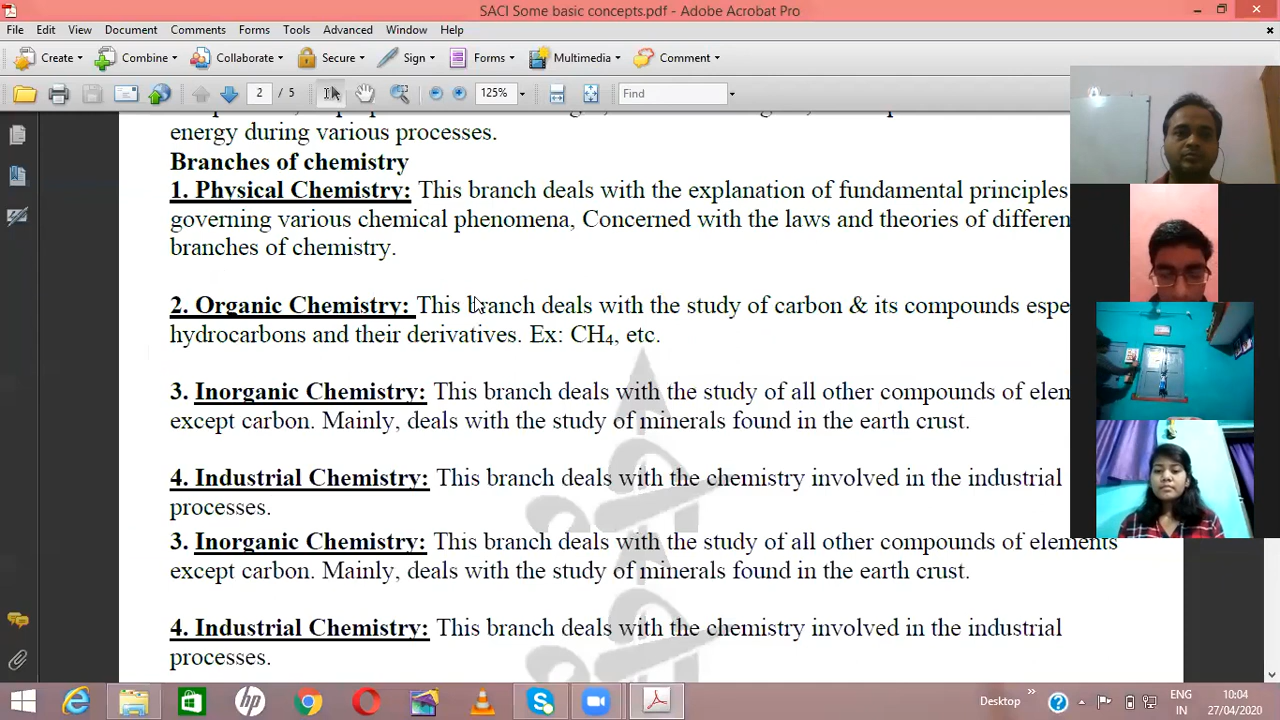 SACI Some basic concepts.pdf - Adobe Acrobat Pro
File Edit View Document Comments Forms Tools Advanced Window Help
Create Combine Collaborate Secure Sign Forms Multimedia Comment
2 / 5 125% Find
energy during various processes.
Branches of chemistry
1. Physical Chemistry: This branch deals with the explanation of fundamental principles
governing various chemical phenomena, Concerned with the laws and theories of differen
branches of chemistry.
2. Organic Chemistry: This branch deals with the study of carbon & its compounds espe
hydrocarbons and their derivatives. Ex: CH₄, etc.
3. Inorganic Chemistry: This branch deals with the study of all other compounds of elem
except carbon. Mainly, deals with the study of minerals found in the earth crust.
4. Industrial Chemistry: This branch deals with the chemistry involved in the industrial
processes.
3. Inorganic Chemistry: This branch deals with the study of all other compounds of elements
except carbon. Mainly, deals with the study of minerals found in the earth crust.
4. Industrial Chemistry: This branch deals with the chemistry involved in the industrial
processes.
Desktop » ENG 10:04
IN 27/04/2020